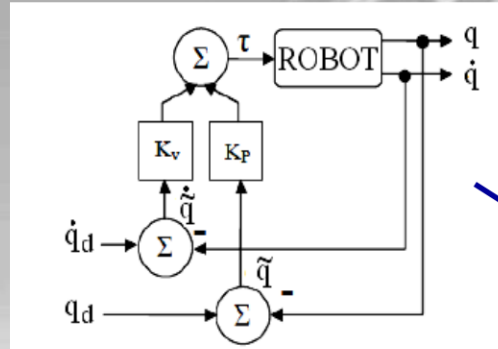 Σ τ ROBOT q
q̇
Kv KP
q̃̇
q̇d Σ -
q̃
qd Σ -